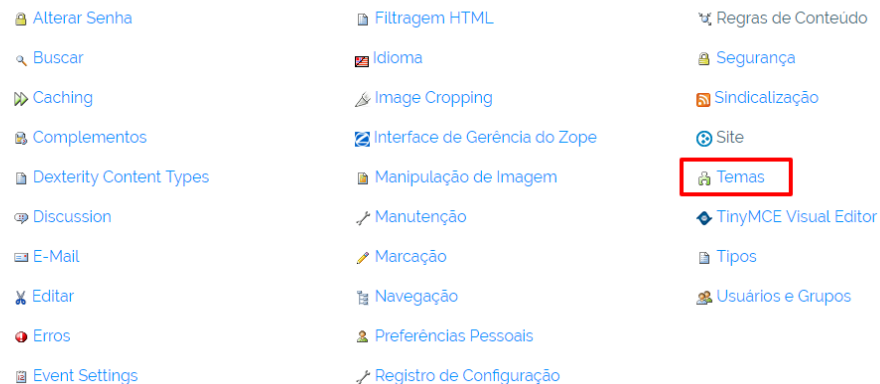 Alterar Senha
Buscar
Caching
Complementos
Dexterity Content Types
Discussion
E-Mail
Editar
Erros
Event Settings
Filtragem HTML
Idioma
Image Cropping
Interface de Gerência do Zope
Manipulação de Imagem
Manutenção
Marcação
Navegação
Preferências Pessoais
Registro de Configuração
Regras de Conteúdo
Segurança
Sindicalização
Site
Temas
TinyMCE Visual Editor
Tipos
Usuários e Grupos